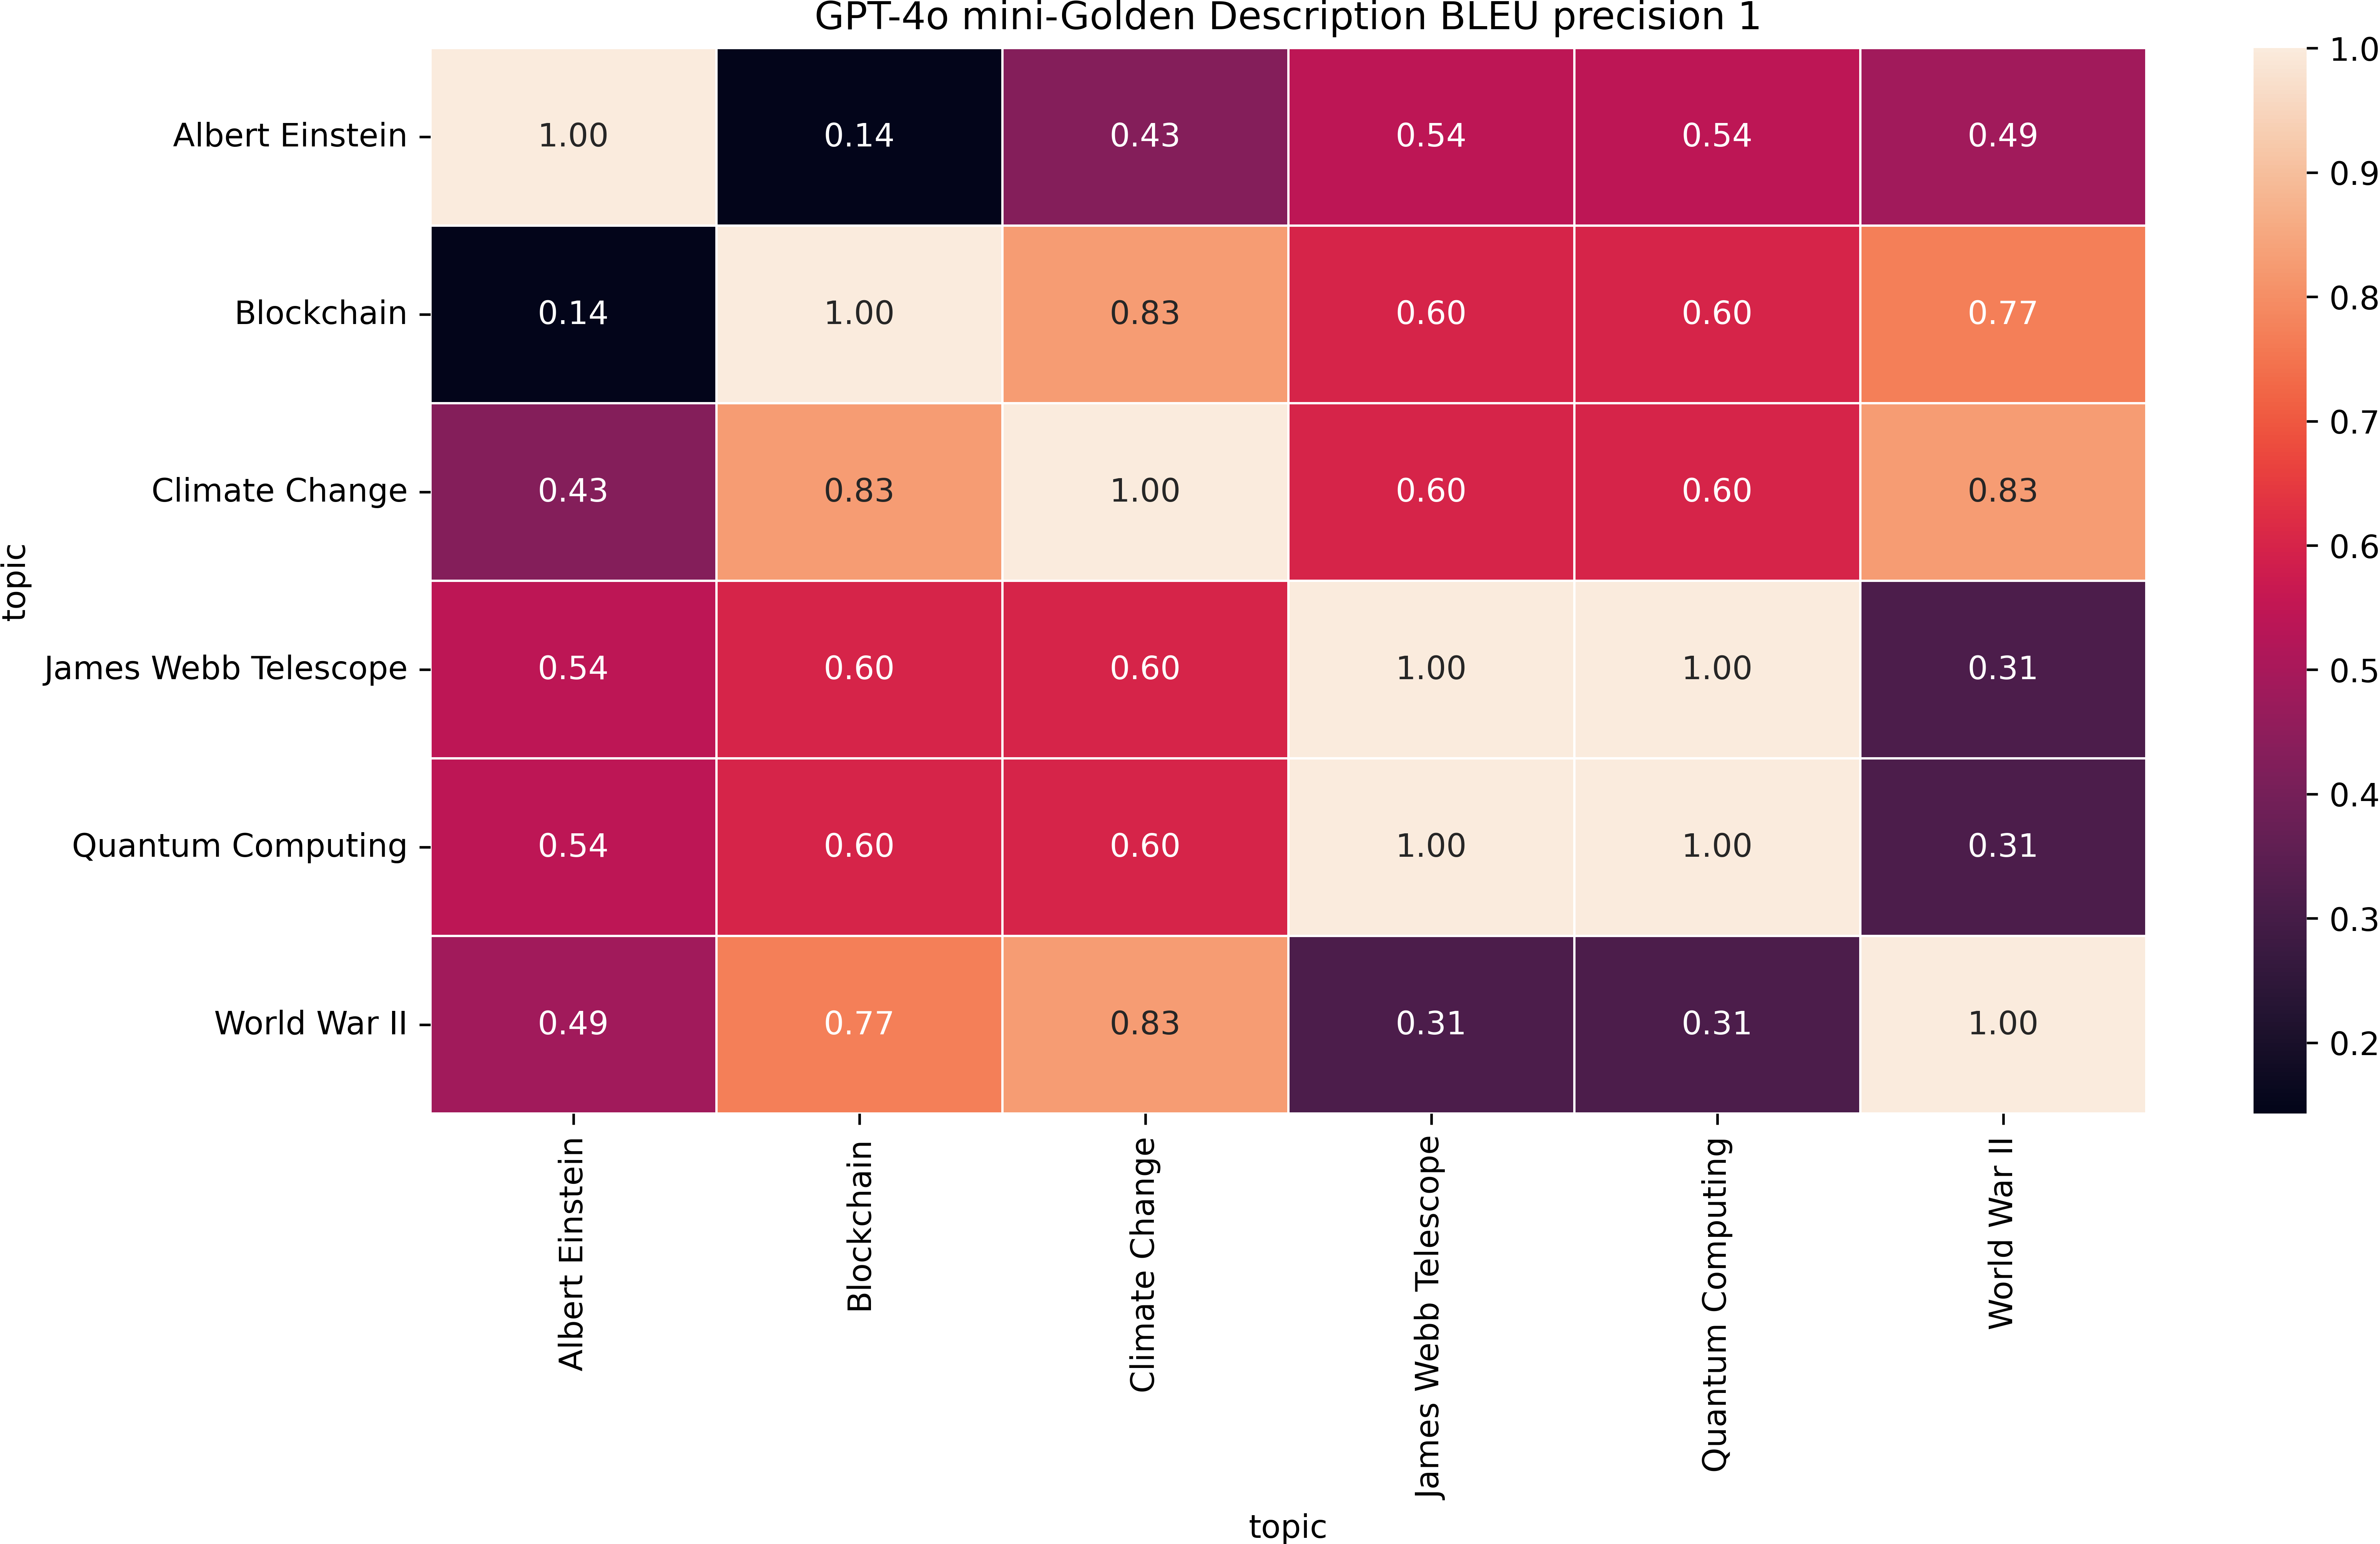 GPT-4o mini-Golden Description BLEU precision 1
topic
Albert Einstein 1.00 0.14 0.43 0.54 0.54 0.49
Blockchain 0.14 1.00 0.83 0.60 0.60 0.77
Climate Change 0.43 0.83 1.00 0.60 0.60 0.83
James Webb Telescope 0.54 0.60 0.60 1.00 1.00 0.31
Quantum Computing 0.54 0.60 0.60 1.00 1.00 0.31
World War II 0.49 0.77 0.83 0.31 0.31 1.00
Albert Einstein
Blockchain
Climate Change
James Webb Telescope
Quantum Computing
World War II
topic
1.0
0.9
0.8
0.7
0.6
0.5
0.4
0.3
0.2